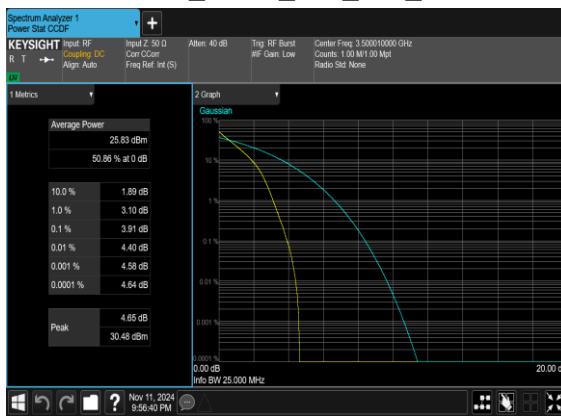 Spectrum Analyzer 1
Power Stat CCDF
+
KEYSIGHT
R T
LXI
Input: RF
Coupling: DC
Align: Auto
Input Z: 50 Ω
Corr CCorr
Freq Ref: Int (S)
Atten: 40 dB
Trig: RF Burst
#IF Gain: Low
Center Freq: 3.500010000 GHz
Counts: 1.00 M/1.00 Mpt
Radio Std: None
1 Metrics
Average Power
25.83 dBm
50.86 % at 0 dB
10.0 % 1.89 dB
1.0 % 3.10 dB
0.1 % 3.91 dB
0.01 % 4.40 dB
0.001 % 4.58 dB
0.0001 % 4.64 dB
Peak
4.65 dB
30.48 dBm
2 Graph
Gaussian
100 %
10 %
1 %
0.1 %
0.01 %
0.001 %
0.0001 %
0.00 dB
20.00
Info BW 25.000 MHz
?
Nov 11, 2024
9:56:40 PM